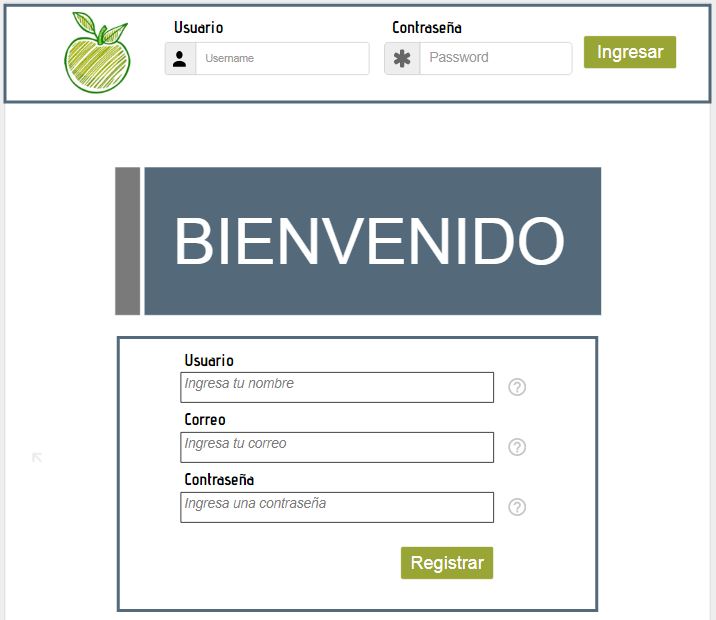 Usuario Contraseña
Username Password Ingresar
BIENVENIDO
Usuario
Ingresa tu nombre
?
Correo
Ingresa tu correo
?
Contraseña
Ingresa una contraseña
?
Registrar